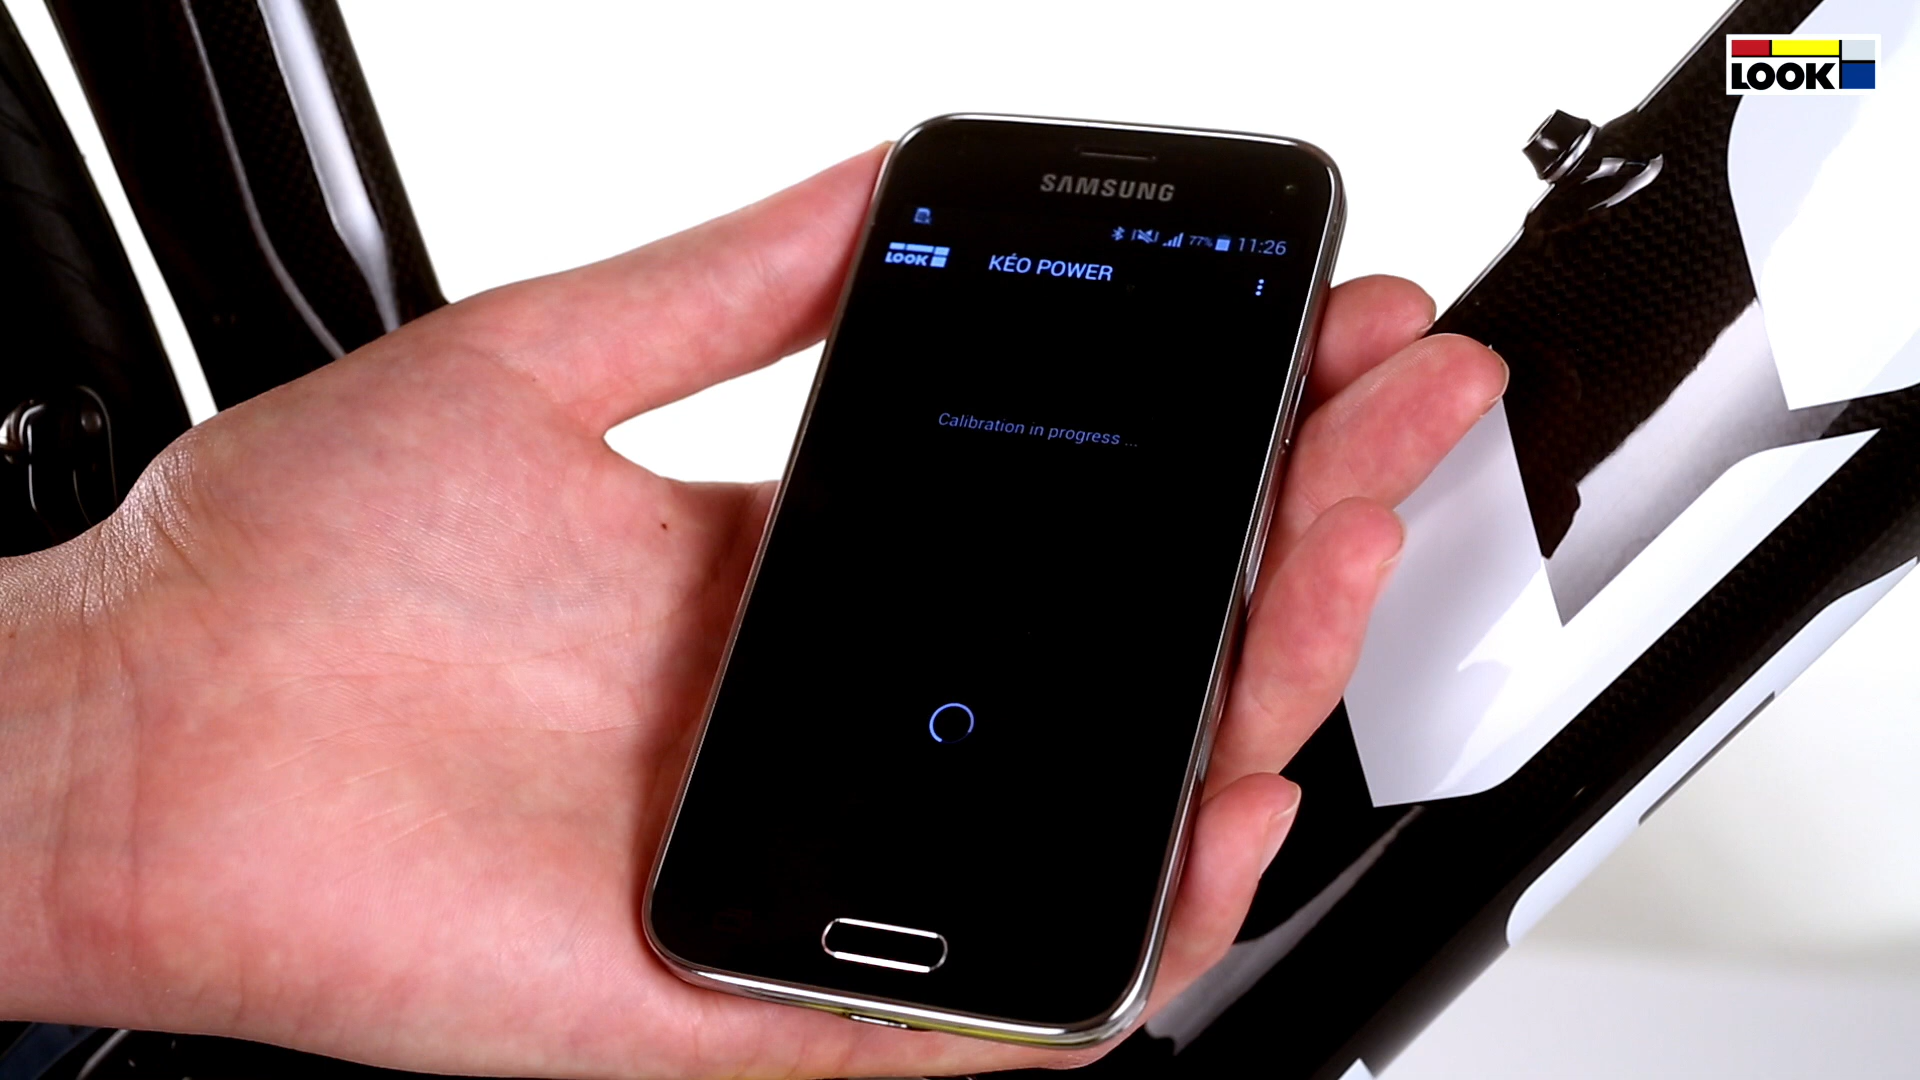 LOOK
SAMSUNG
77% 11:26
LOOK KÉO POWER
Calibration in progress ...